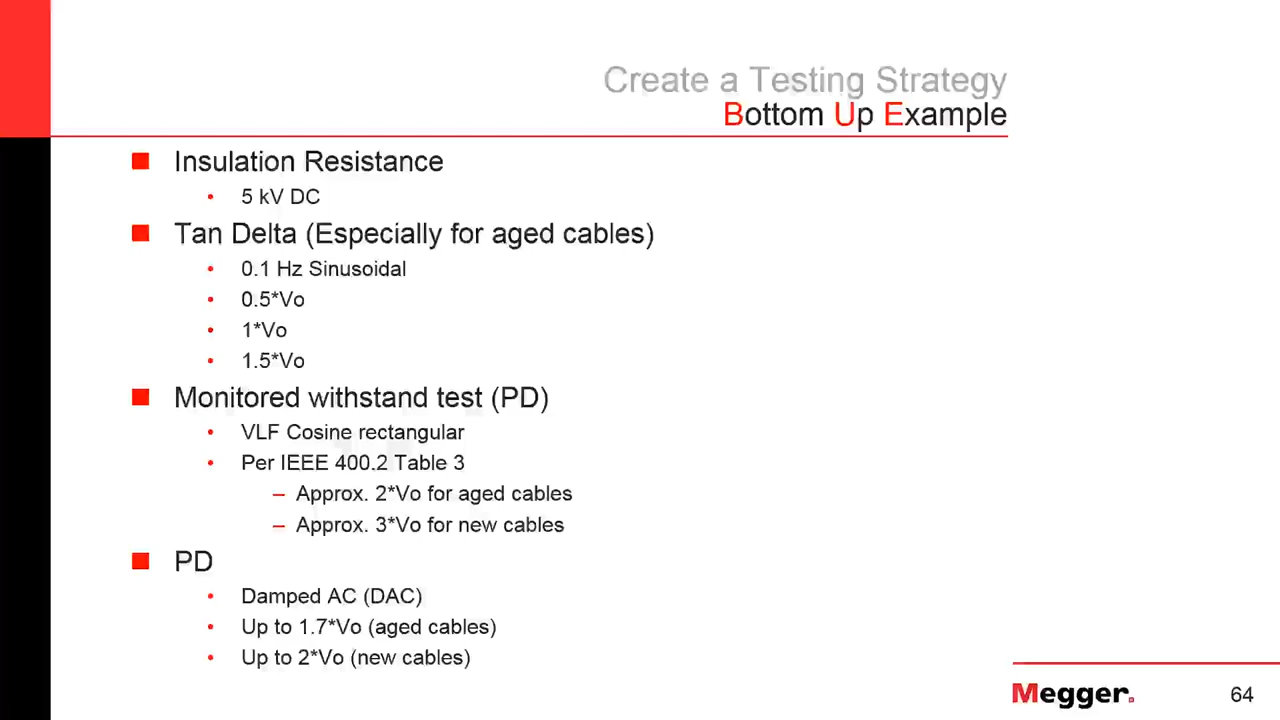 Create a Testing Strategy
Bottom Up Example
Insulation Resistance
5 kV DC
Tan Delta (Especially for aged cables)
0.1 Hz Sinusoidal
0.5*Vo
1*Vo
1.5*Vo
Monitored withstand test (PD)
VLF Cosine rectangular
Per IEEE 400.2 Table 3
– Approx. 2*Vo for aged cables
– Approx. 3*Vo for new cables
PD
Damped AC (DAC)
Up to 1.7*Vo (aged cables)
Up to 2*Vo (new cables)
Megger.
64